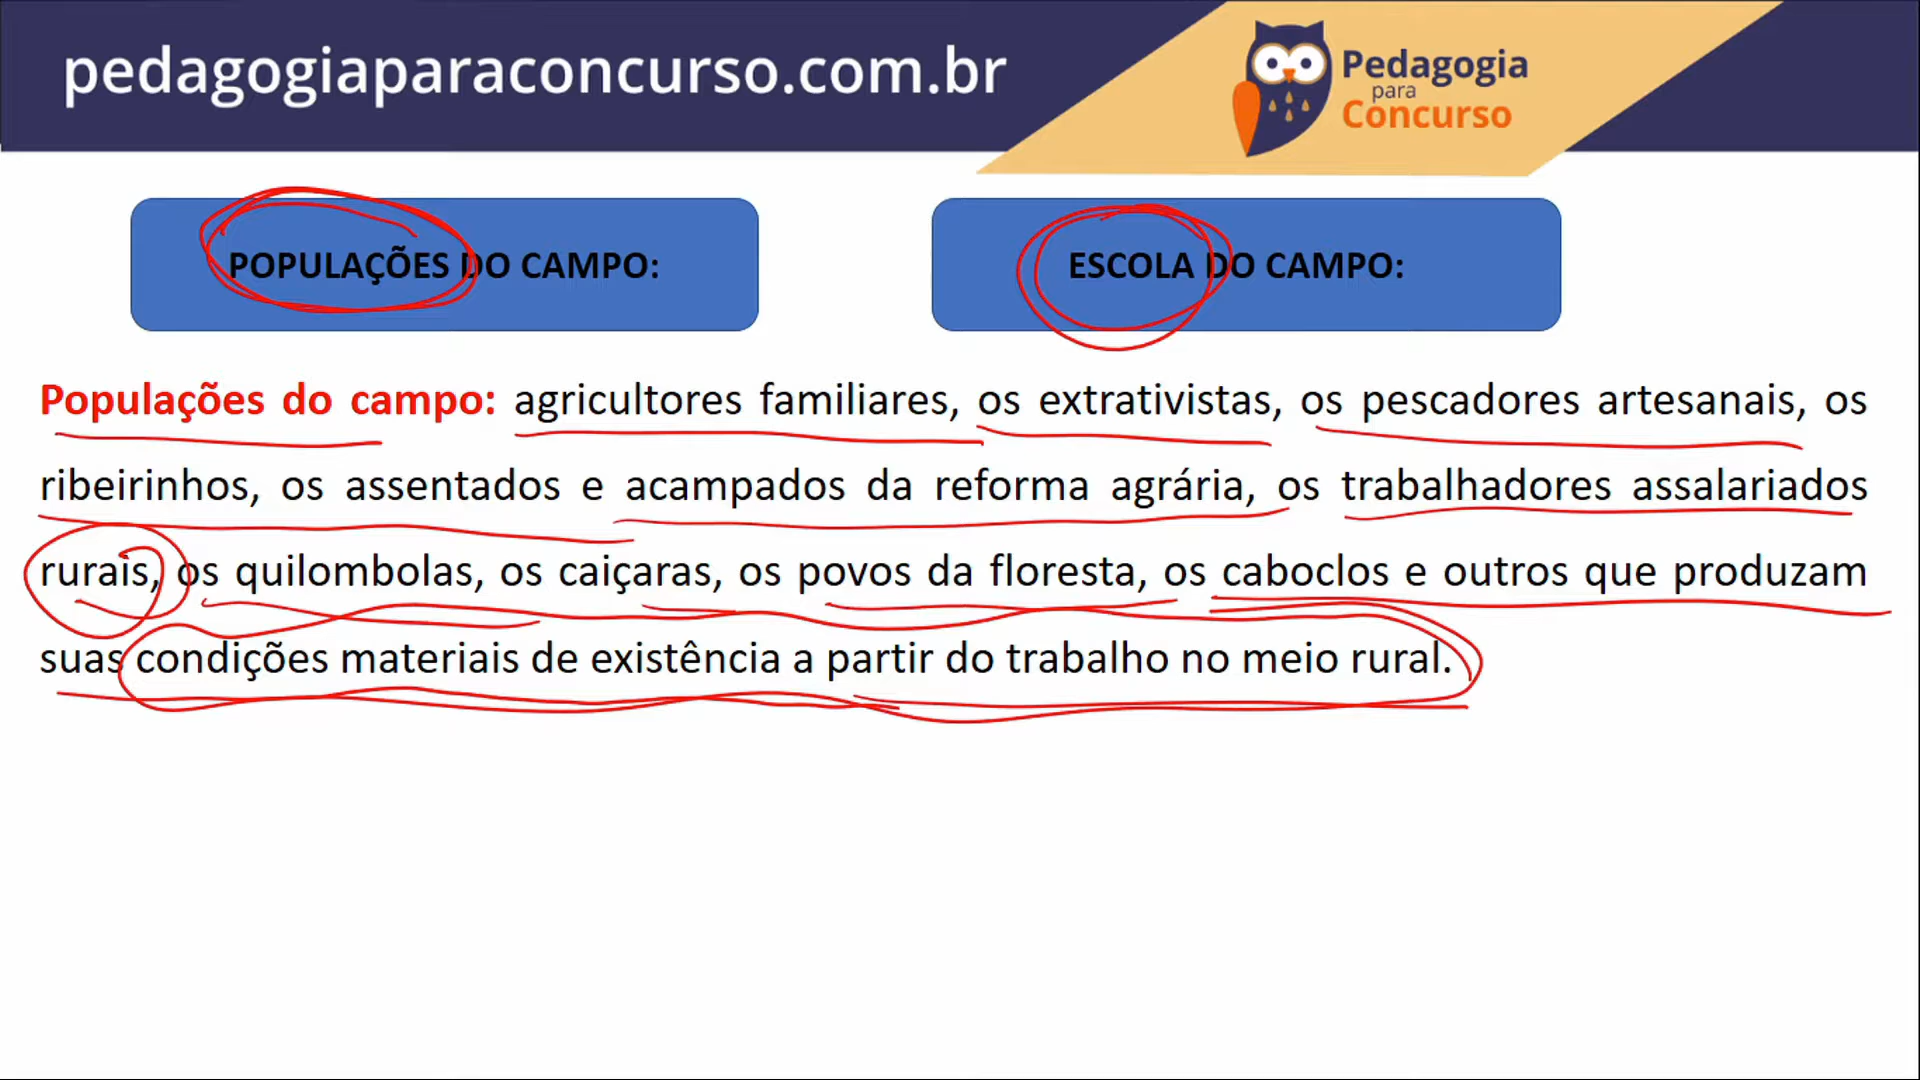 pedagogiaparaconcurso.com.br
Pedagogia
para
Concurso
POPULAÇÕES DO CAMPO:
ESCOLA DO CAMPO:
Populações do campo: agricultores familiares, os extrativistas, os pescadores artesanais, os
ribeirinhos, os assentados e acampados da reforma agrária, os trabalhadores assalariados
rurais, os quilombolas, os caiçaras, os povos da floresta, os caboclos e outros que produzam
suas condições materiais de existência a partir do trabalho no meio rural.